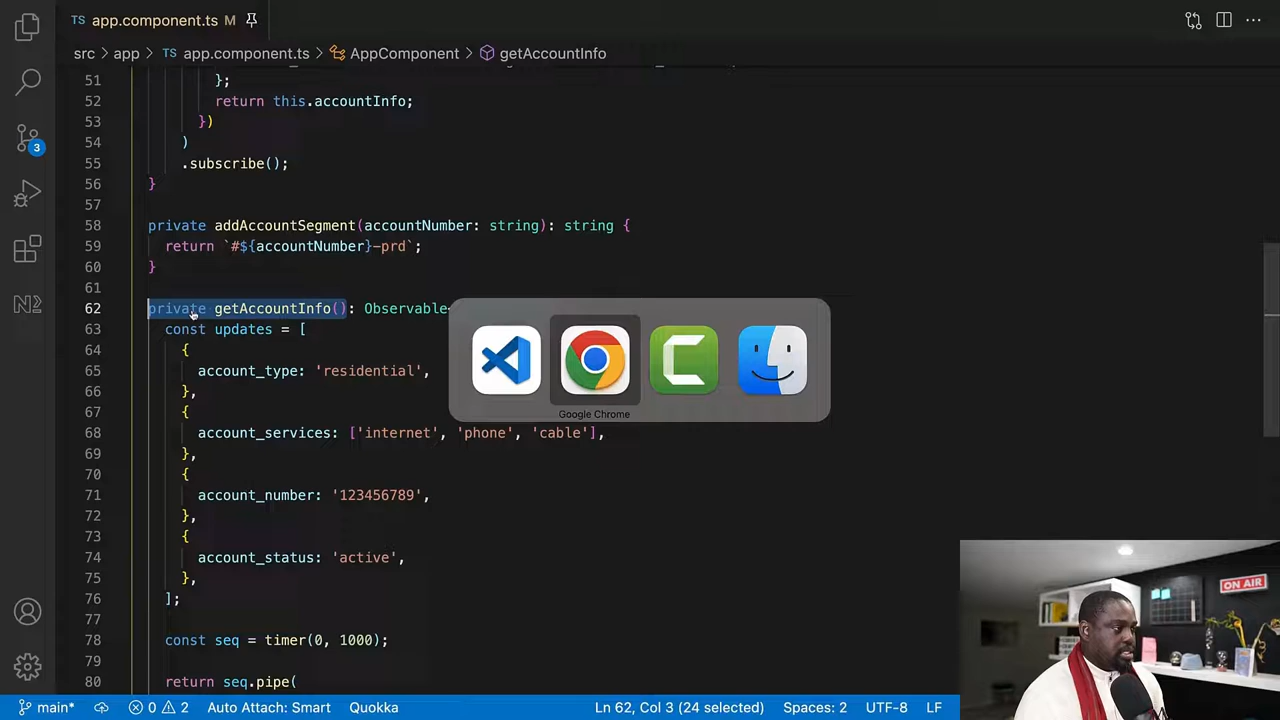 TS app.component.ts M
src > app > TS app.component.ts > AppComponent > getAccountInfo
51 };
52 return this.accountInfo;
53 })
54 )
55 .subscribe();
56 }
57
58 private addAccountSegment(accountNumber: string): string {
59 return `#${accountNumber}-prd`;
60 }
61
62 private getAccountInfo(): Observable
63 const updates = [
64 {
65 account_type: 'residential',
66 },
67 {
68 account_services: ['internet', 'phone', 'cable'],
69 },
70 {
71 account_number: '123456789',
72 },
73 {
74 account_status: 'active',
75 },
76 ];
77
78 const seq = timer(0, 1000);
79
80 return seq.pipe(
3
Google Chrome
ON AIR
main* 0 2 Auto Attach: Smart Quokka Ln 62, Col 3 (24 selected) Spaces: 2 UTF-8 LF